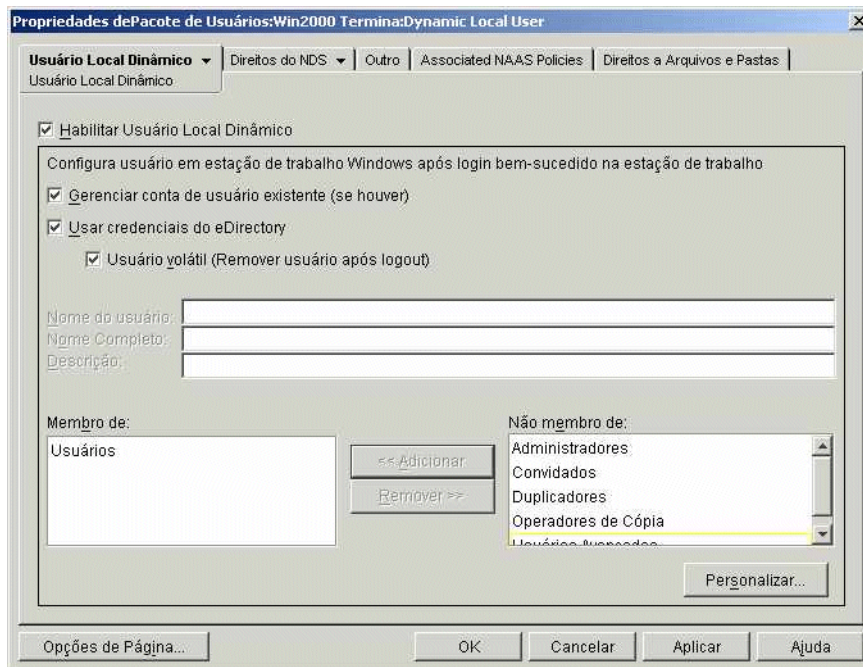 Propriedades dePacote de Usuários:Win2000 Termina:Dynamic Local User
Usuário Local Dinâmico
Direitos do NDS
Outro
Associated NAAS Policies
Direitos a Arquivos e Pastas
Usuário Local Dinâmico
Habilitar Usuário Local Dinâmico
Configura usuário em estação de trabalho Windows após login bem-sucedido na estação de trabalho
Gerenciar conta de usuário existente (se houver)
Usar credenciais do eDirectory
Usuário volátil (Remover usuário após logout)
Nome do usuário:
Nome Completo:
Descrição:
Membro de:
Usuários
<< Adicionar
Remover >>
Não membro de:
Administradores
Convidados
Duplicadores
Operadores de Cópia
Usuários Avançados
Personalizar...
Opções de Página...
OK
Cancelar
Aplicar
Ajuda